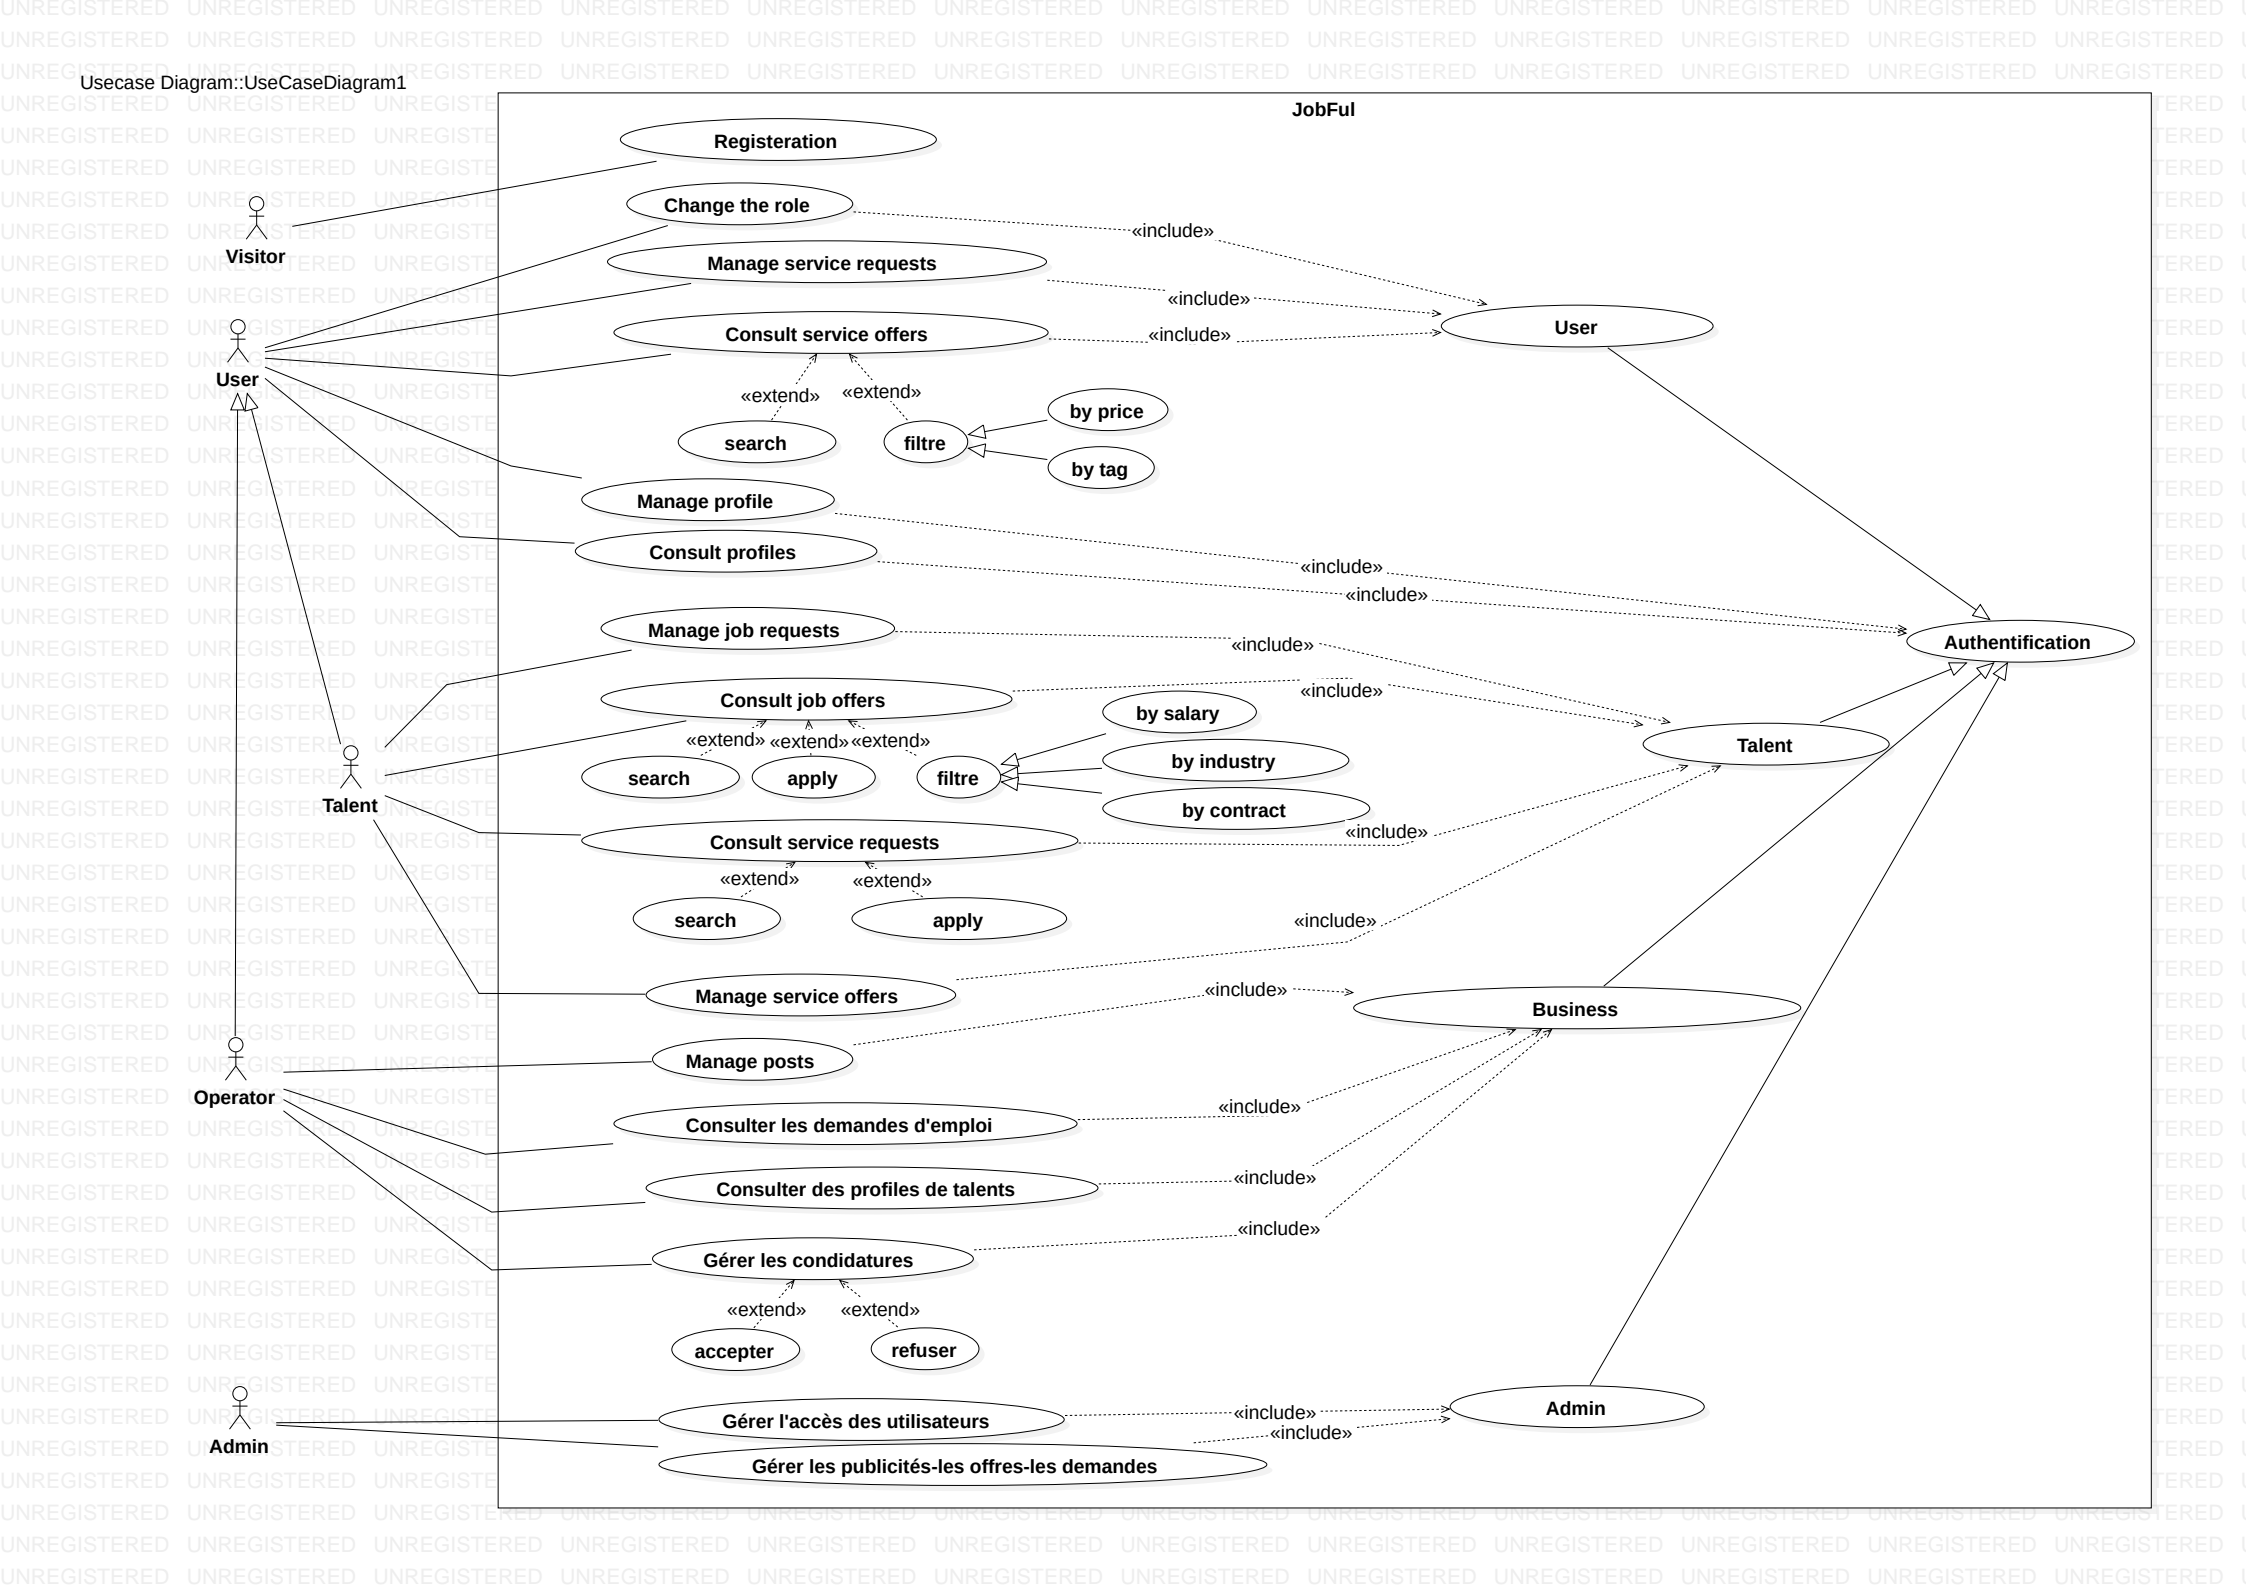 Usecase Diagram::UseCaseDiagram1
JobFul
Registeration
Visitor
Change the role
«include»
Manage service requests
«include»
User
Consult service offers
«include»
User
«extend»
«extend»
by price
search
filtre
by tag
Manage profile
Consult profiles
«include»
«include»
Manage job requests
«include»
Authentification
Consult job offers
«include»
by salary
«extend»
«extend»
«extend»
Talent
by industry
search
apply
filtre
Talent
by contract
«include»
Consult service requests
«extend»
«extend»
search
apply
«include»
Manage service offers
«include»
Business
Manage posts
Operator
«include»
Consulter les demandes d'emploi
«include»
Consulter des profiles de talents
«include»
Gérer les condidatures
«extend»
«extend»
accepter
refuser
Admin
Gérer l'accès des utilisateurs
«include»
Admin
«include»
Gérer les publicités-les offres-les demandes
UNREGISTERED